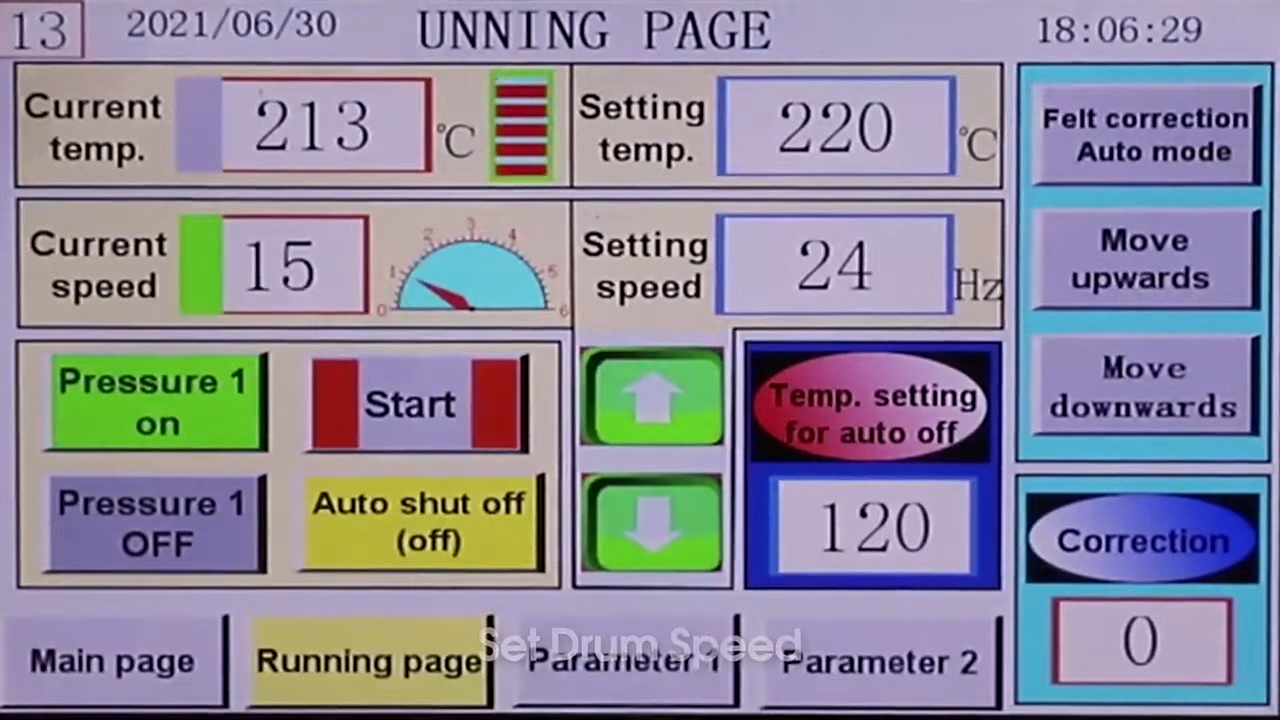 13
2021/06/30
UNNING PAGE
18:06:29
Current
temp.
213
℃
Setting
temp.
220
℃
Felt correction
Auto mode
Current
speed
15
0 1 2 3 4 5 6
Setting
speed
24
Hz
Move
upwards
Move
downwards
Pressure 1
on
Start
Temp. setting
for auto off
Pressure 1
OFF
Auto shut off
(off)
120
Correction
0
Main page
Running page
Parameter 1
Parameter 2
Set Drum Speed